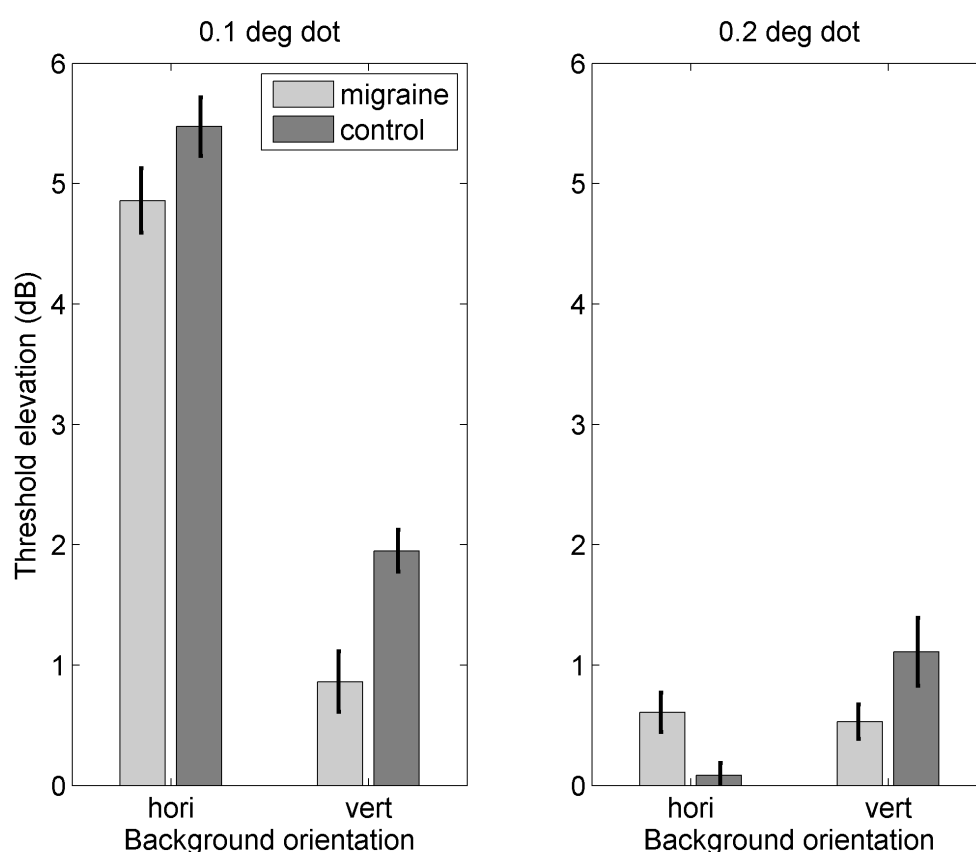 0.1 deg dot
0.2 deg dot
migraine
control
Threshold elevation (dB)
6
5
4
3
2
1
0
hori
vert
Background orientation
6
5
4
3
2
1
0
hori
vert
Background orientation